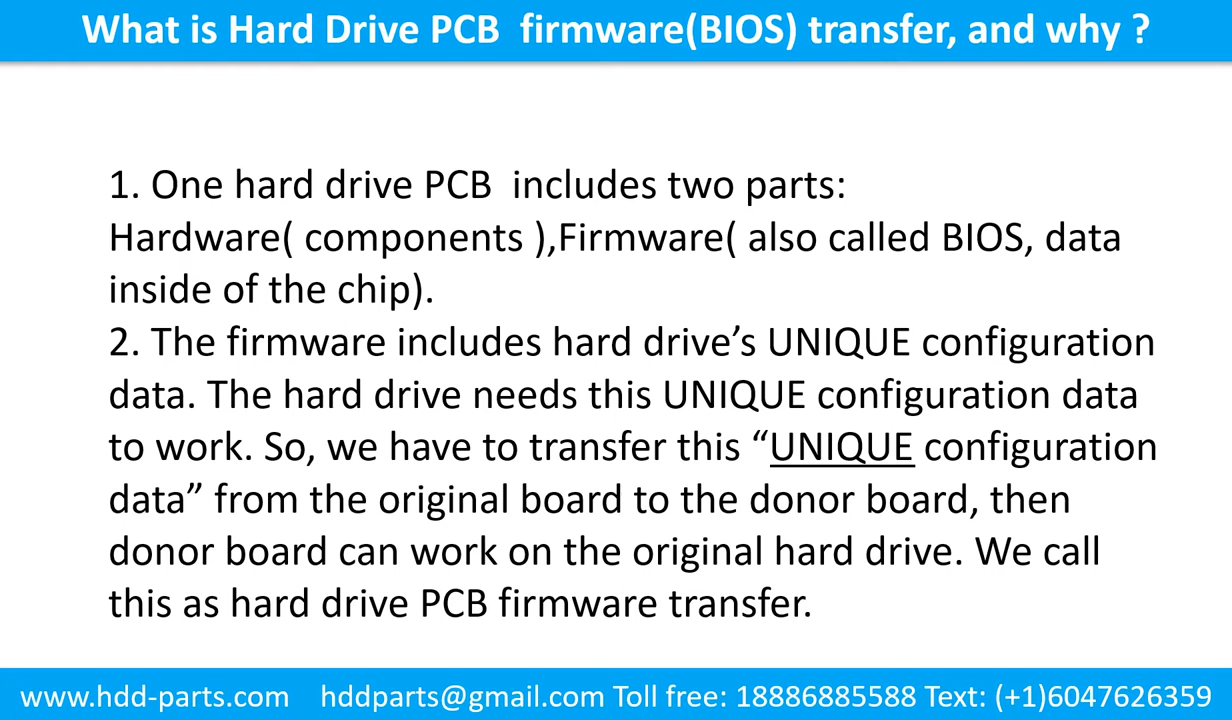 What is Hard Drive PCB  firmware(BIOS) transfer, and why ?
1. One hard drive PCB  includes two parts:
Hardware( components ),Firmware( also called BIOS, data
inside of the chip).
2. The firmware includes hard drive’s UNIQUE configuration
data. The hard drive needs this UNIQUE configuration data
to work. So, we have to transfer this “UNIQUE configuration
data” from the original board to the donor board, then
donor board can work on the original hard drive. We call
this as hard drive PCB firmware transfer.
www.hdd-parts.com    hddparts@gmail.com Toll free: 18886885588 Text: (+1)6047626359